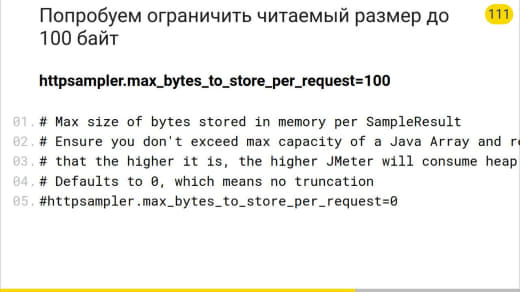 Попробуем ограничить читаемый размер до
111
100 байт
httpsampler.max_bytes_to_store_per_request=100
01. # Max size of bytes stored in memory per SampleResult
02. # Ensure you don't exceed max capacity of a Java Array and
03. # that the higher it is, the higher JMeter will consume heap
04. # Defaults to 0, which means no truncation
05. #httpsampler.max_bytes_to_store_per_request=0